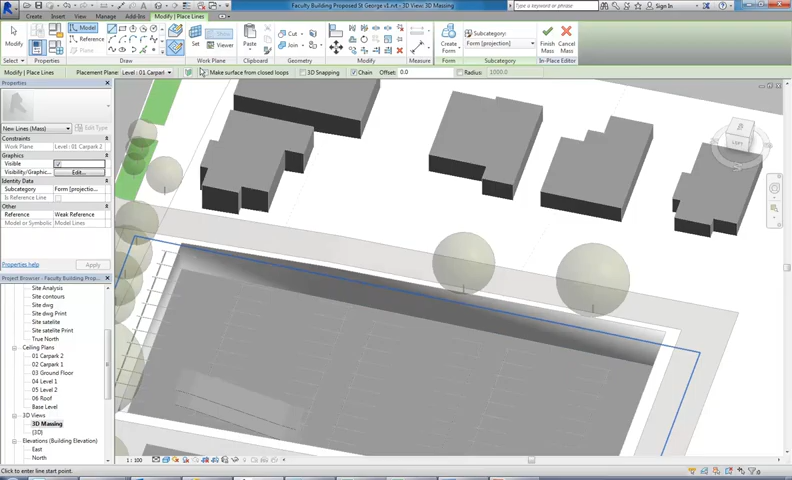 Faculty Building Proposed St George vE.rvt - 3D View: 3D Massing
Type a keyword or phrase
Sign In
Create Insert View Manage Add-Ins Modify | Place Lines
Modify
Model
Reference
Plane
Set
Show
Viewer
Paste
Cut
Join
Create Form
Subcategory:
Form [projection]
Finish Mass
Cancel Mass
Select Properties Draw Work Plane Clipboard Geometry Modify Measure Form Subcategory In-Place Editor
Modify | Place Lines Placement Plane: Level : 01 Carpark Make surface from closed loops 3D Snapping Chain Offset: 0.0 Radius: 1000.0
Properties
New Lines (Mass) Edit Type
Constraints
Work Plane Level : 01 Carpark 2
Graphics
Visible
Visibility/Graphic... Edit...
Identity Data
Subcategory Form [projectio...
Is Reference Line
Other
Reference Weak Reference
Model or Symbolic Model Lines
Properties help Apply
Project Browser - Faculty Building Prop...
Site Analysis
Site contours
Site dwg
Site dwg Print
Site satelite
Site satelite Print
True North
Ceiling Plans
01 Carpark 2
02 Carpark 1
03 Ground Floor
04 Level 1
05 Level 2
06 Roof
Base Level
3D Views
3D Massing
{3D}
Elevations (Building Elevation)
East
North
LEFT
1 : 100
Click to enter line start point.